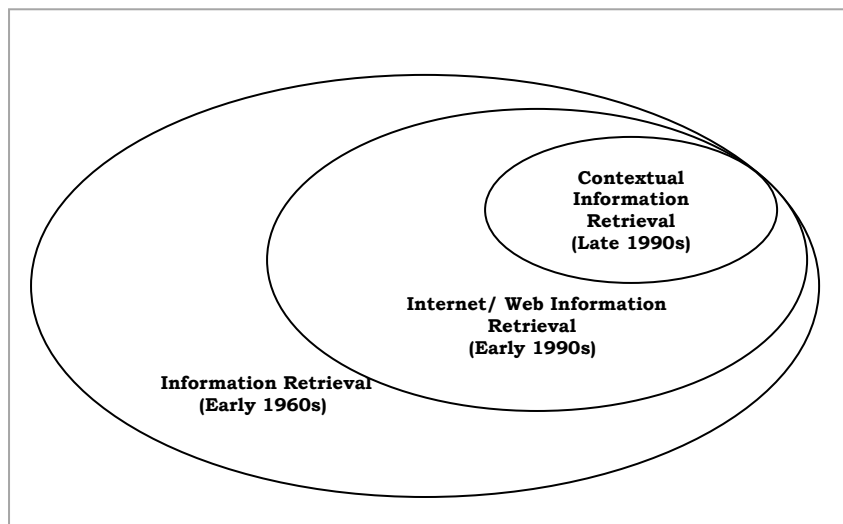 Contextual
Information
Retrieval
(Late 1990s)
Internet/ Web Information
Retrieval
(Early 1990s)
Information Retrieval
(Early 1960s)